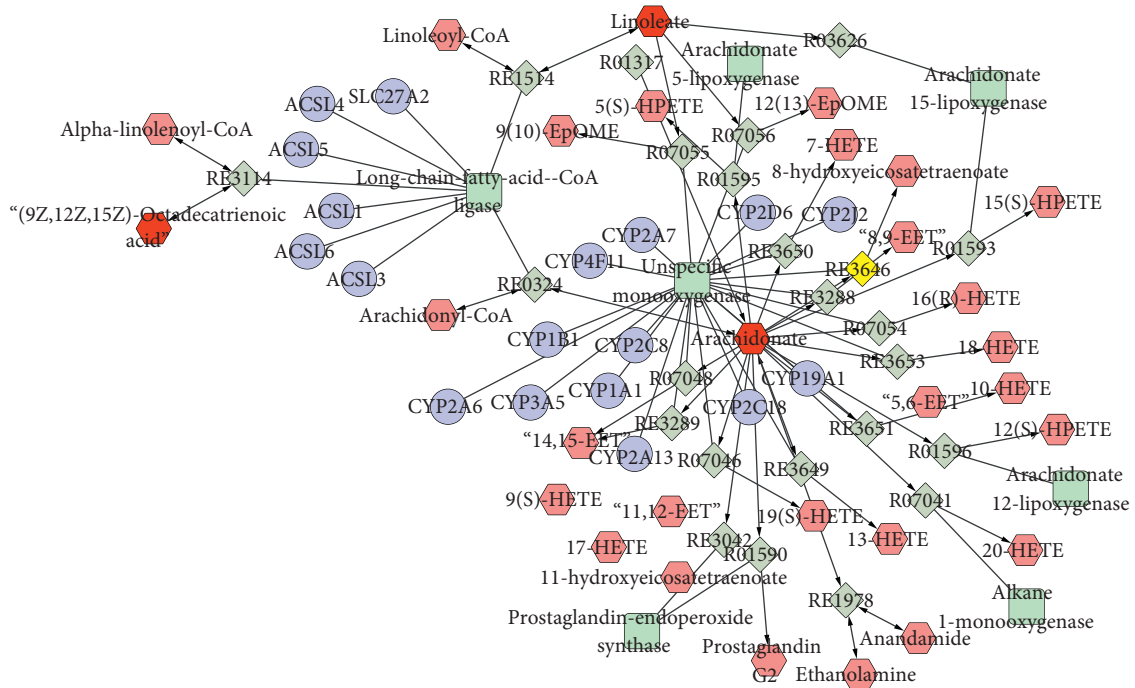 Linoleate
Linoleoyl-CoA
R03626
R01317
Arachidonate
5-lipoxygenase
RE1514
Arachidonate
15-lipoxygenase
ACSL4
SLC27A2
5(S)-HPETE
12(13)-EpOME
Alpha-linolenoyl-CoA
9(10)-EpOME
R07056
7-HETE
ACSL5
R07055
RE3114
Long-chain-fatty-acid--CoA
ligase
R01595
8-hydroxyeicosatetraenoate
"(9Z,12Z,15Z)-Octadecatrienoic
acid"
ACSL1
CYP2D6
CYP2J2
15(S)-HPETE
CYP2A7
RE3650
"8,9-EET"
R01593
ACSL6
CYP4F11
Unspecific
monooxygenase
RE3646
ACSL3
RE0324
RE3288
16(R)-HETE
Arachidonyl-CoA
R07054
CYP1B1
CYP2C8
Arachidonate
18-HETE
RE3653
R07048
CYP19A1
10-HETE
CYP2A6
CYP3A5
CYP1A1
CYP2C18
"5,6-EET"
RE3289
RE3651
12(S)-HPETE
"14,15-EET"
CYP2A13
R07046
RE3649
R01596
Arachidonate
12-lipoxygenase
9(S)-HETE
"11,12-EET"
19(S)-HETE
R07041
17-HETE
RE3042
R01590
13-HETE
20-HETE
11-hydroxyeicosatetraenoate
RE1978
Alkane
1-monooxygenase
Prostaglandin-endoperoxide
synthase
Prostaglandin
G2
Anandamide
Ethanolamine